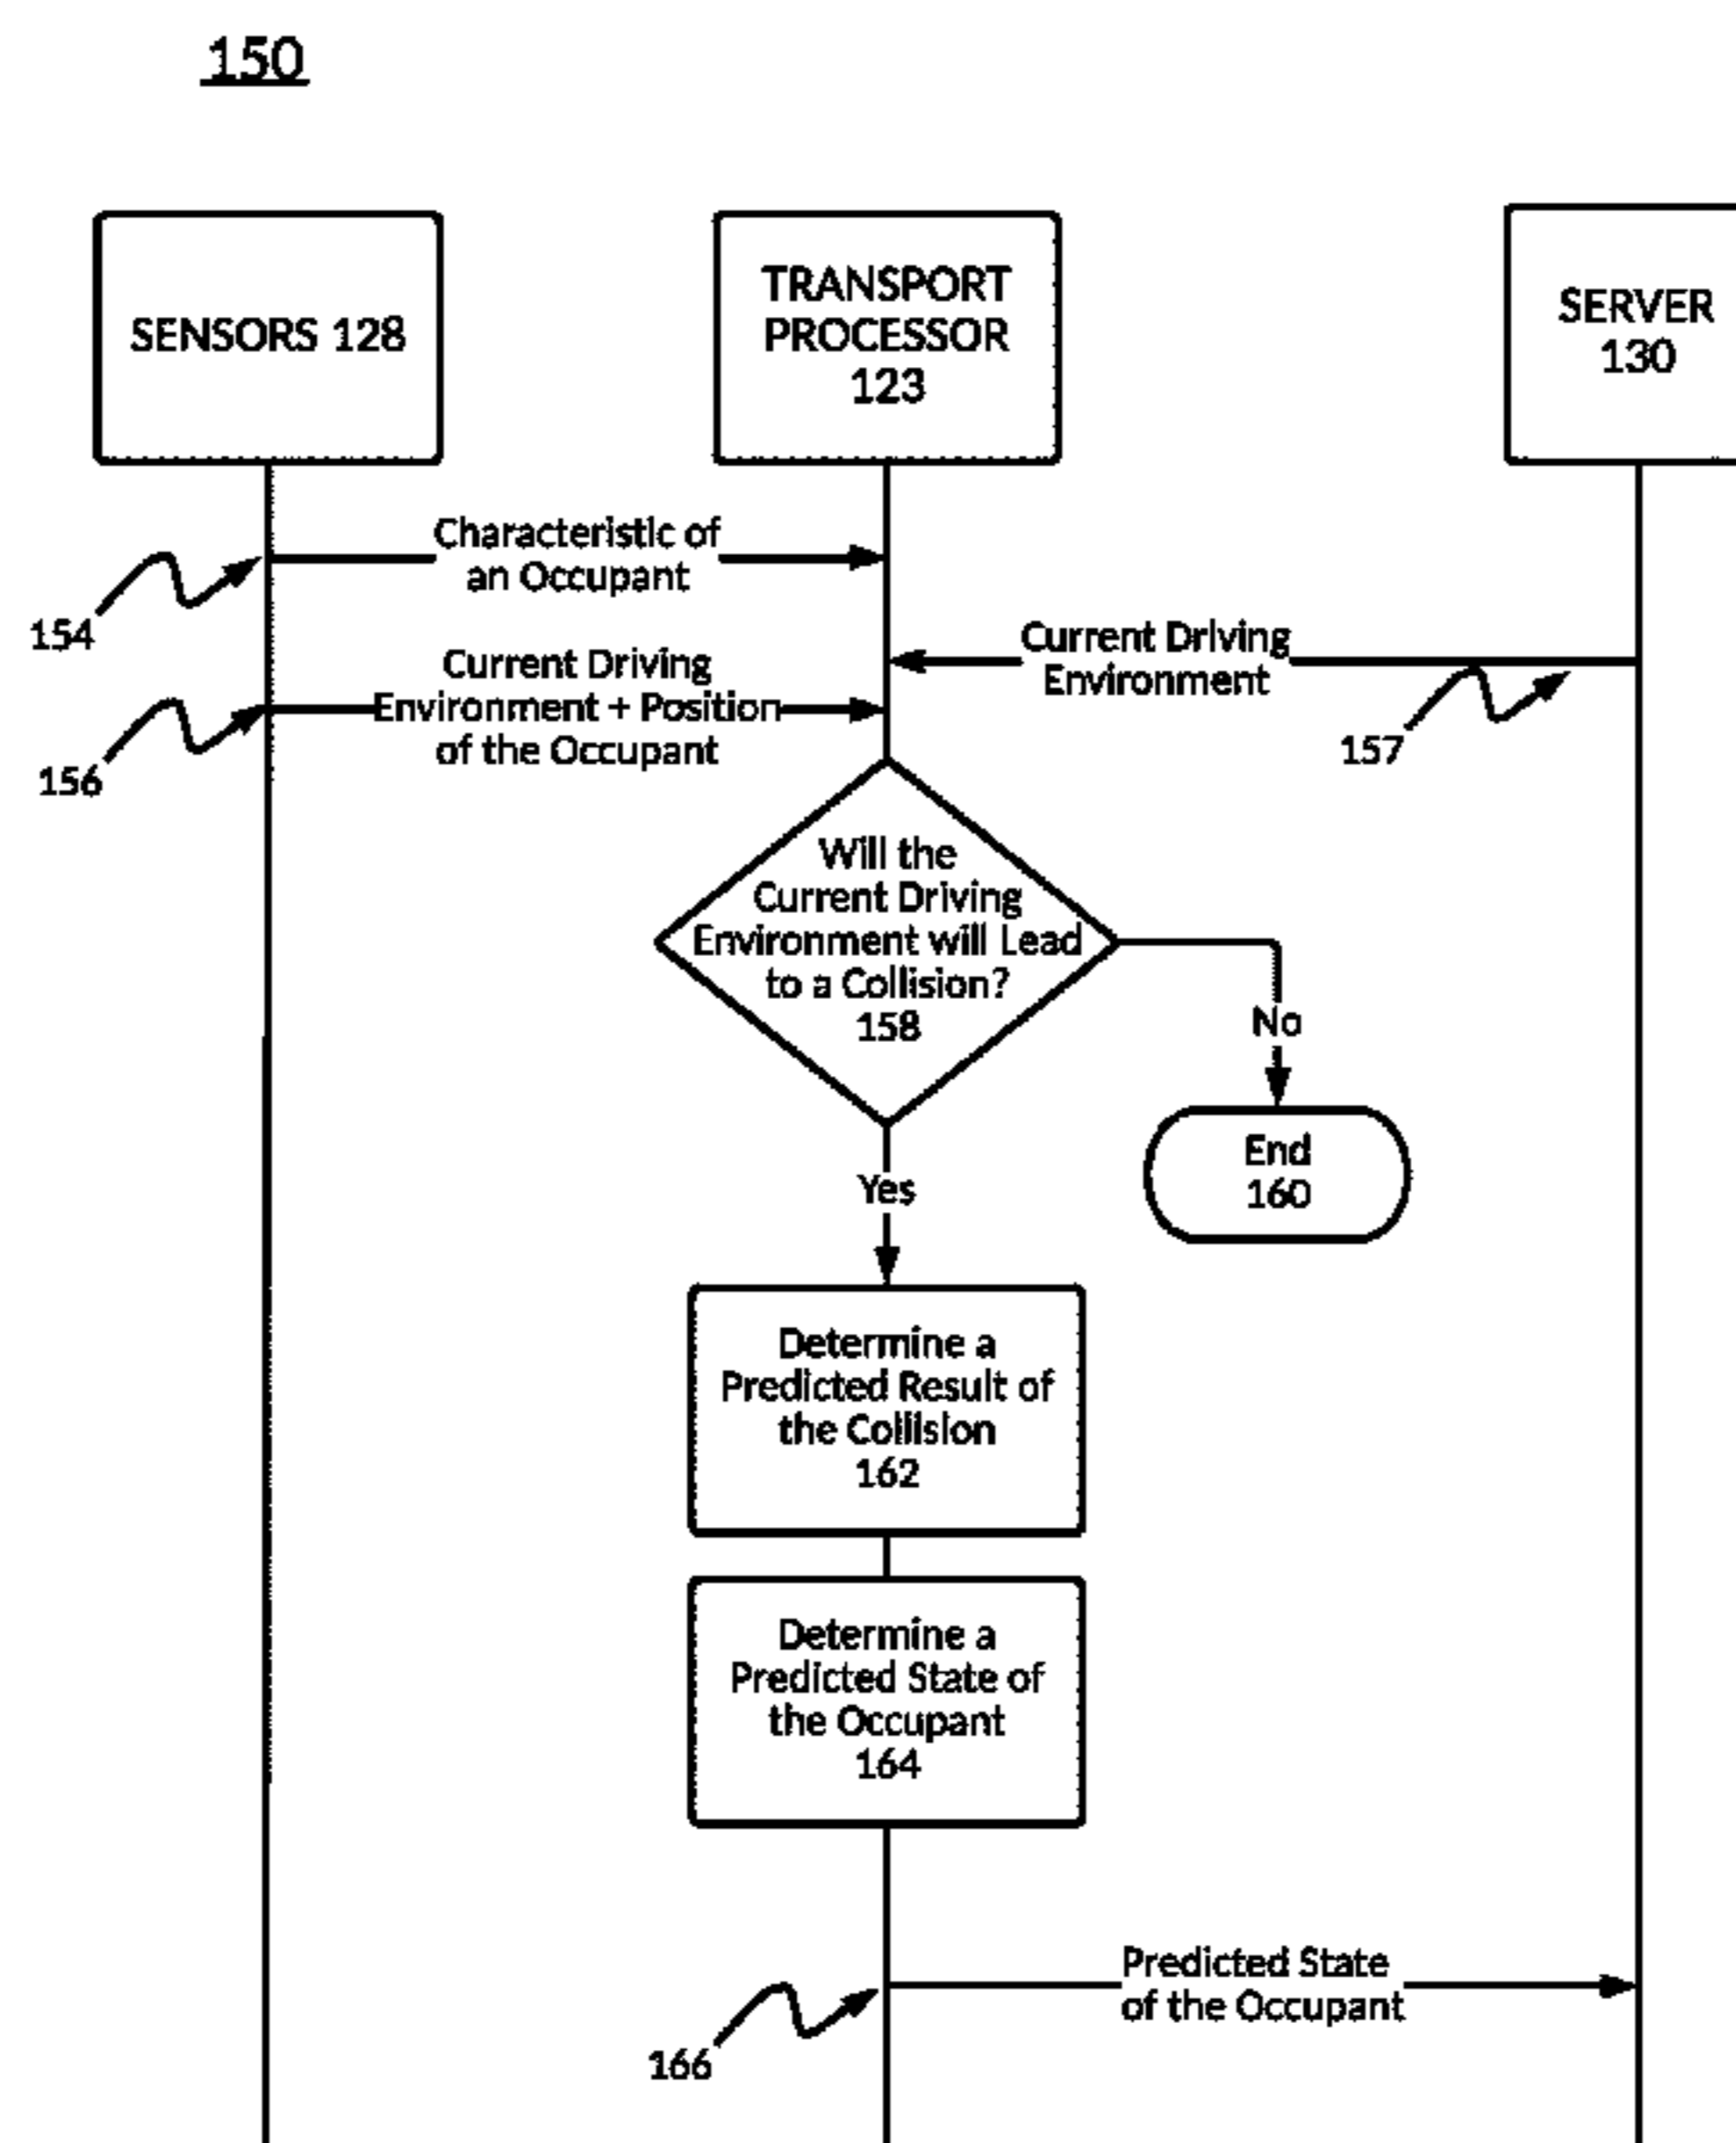 150
SENSORS 128
TRANSPORT
PROCESSOR
123
SERVER
130
Characteristic of
an Occupant
154
Current Driving
Environment
157
Current Driving
Environment + Position
of the Occupant
156
Will the
Current Driving
Environment will Lead
to a Collision?
158
No
End
160
Yes
Determine a
Predicted Result of
the Collision
162
Determine a
Predicted State of
the Occupant
164
Predicted State
of the Occupant
166